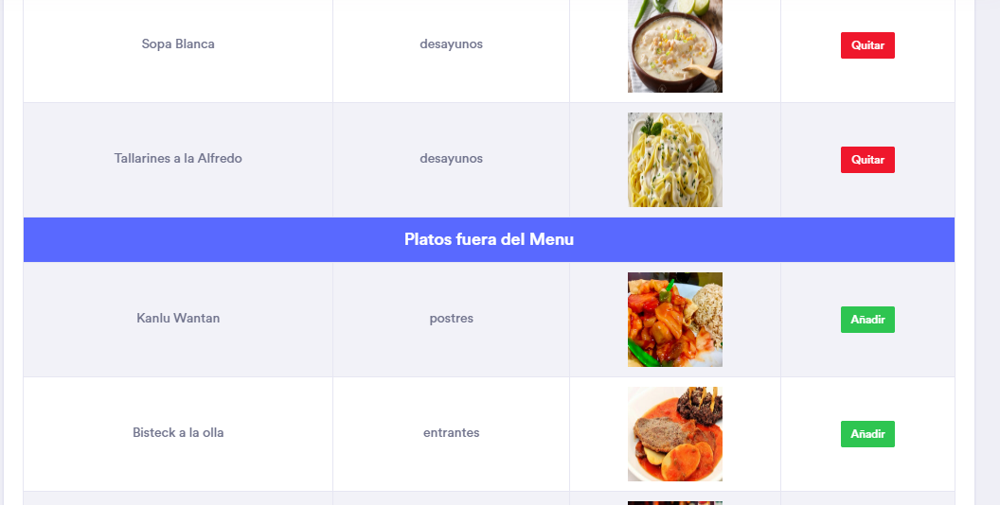 Sopa Blanca desayunos Quitar
Tallarines a la Alfredo desayunos Quitar
Platos fuera del Menu
Kanlu Wantan postres Añadir
Bisteck a la olla entrantes Añadir